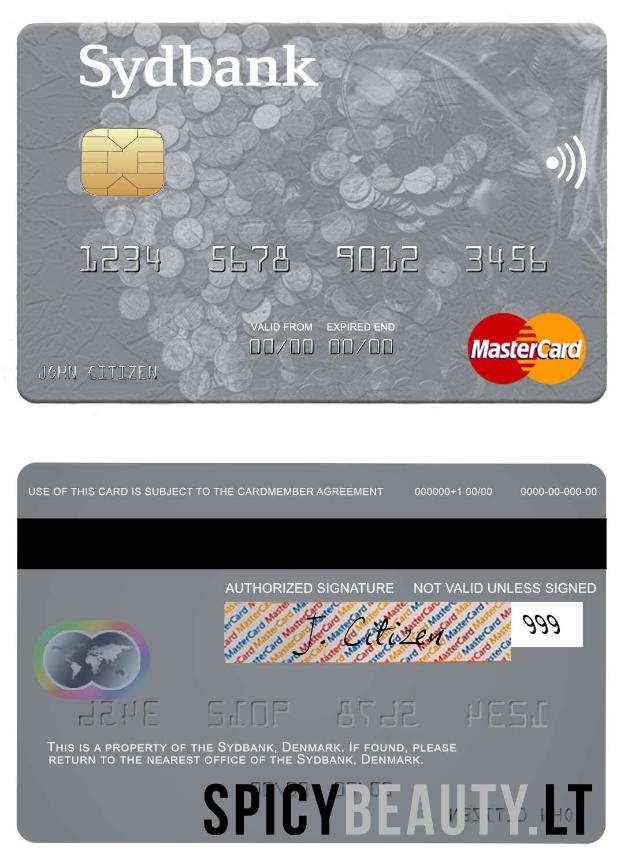 Sydbank
1234 5678 9012 3456
VALID FROM EXPIRED END
00/00 00/00
JOHN CITIZEN
MasterCard
USE OF THIS CARD IS SUBJECT TO THE CARDMEMBER AGREEMENT 000000+1 00/00 0000-00-000-00
AUTHORIZED SIGNATURE NOT VALID UNLESS SIGNED
J. Citizen 999
THIS IS A PROPERTY OF THE SYDBANK, DENMARK. IF FOUND, PLEASE
RETURN TO THE NEAREST OFFICE OF THE SYDBANK, DENMARK.
SPICYBEAUTY.LT